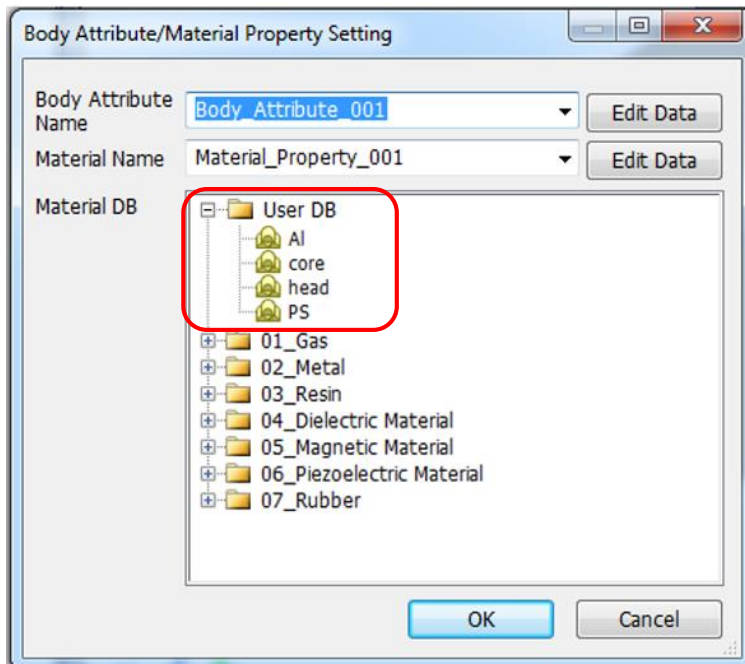 Body Attribute/Material Property Setting
Body Attribute
Name
Body_Attribute_001
Edit Data
Material Name
Material_Property_001
Edit Data
Material DB
User DB
Al
core
head
PS
01_Gas
02_Metal
03_Resin
04_Dielectric Material
05_Magnetic Material
06_Piezoelectric Material
07_Rubber
OK
Cancel